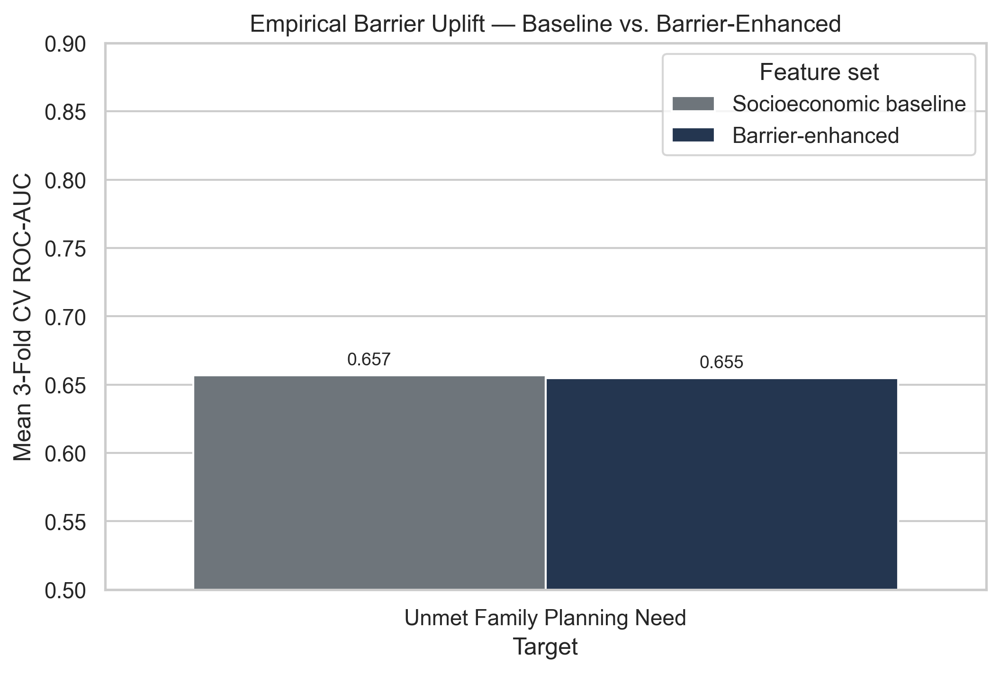 Empirical Barrier Uplift — Baseline vs. Barrier-Enhanced
Mean 3-Fold CV ROC-AUC
0.90
0.85
0.80
0.75
0.70
0.65
0.60
0.55
0.50
Feature set
Socioeconomic baseline
Barrier-enhanced
0.657
0.655
Unmet Family Planning Need
Target